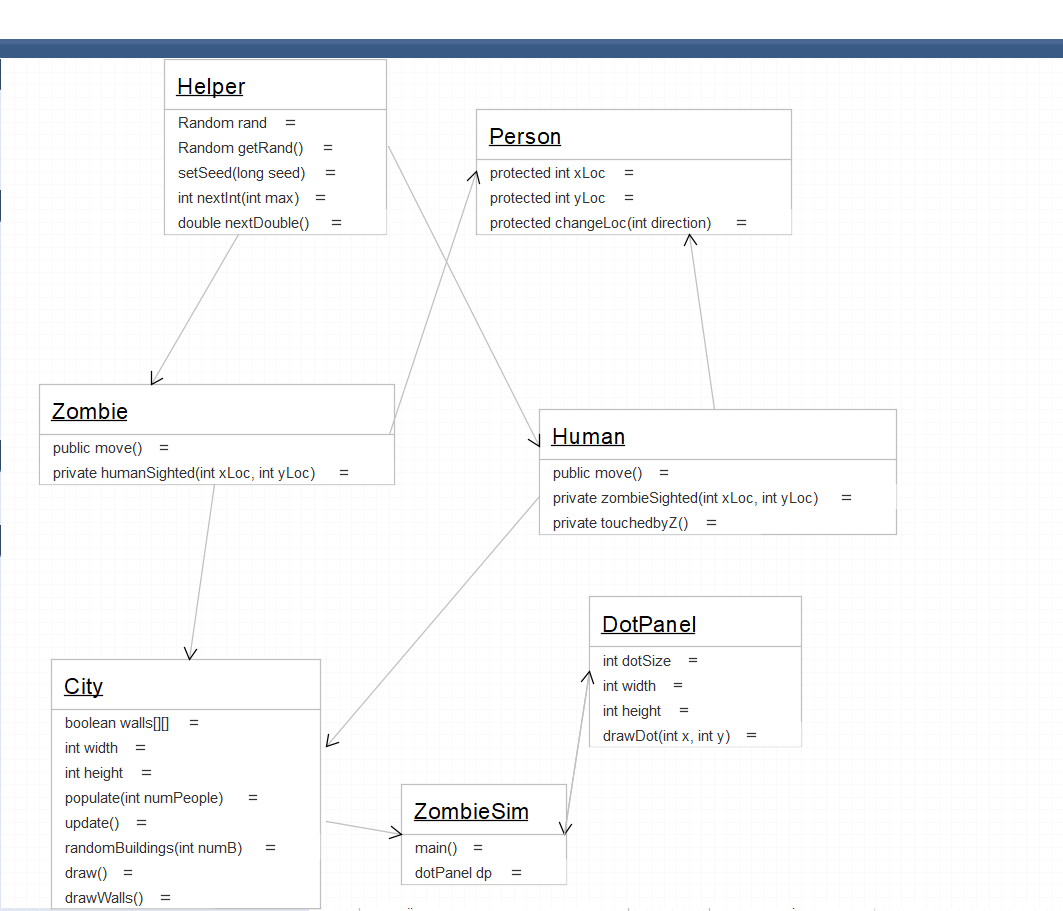 Helper
Random rand =
Random getRand() =
setSeed(long seed) =
int nextInt(int max) =
double nextDouble() =
Person
protected int xLoc =
protected int yLoc =
protected changeLoc(int direction) =
Zombie
public move() =
private humanSighted(int xLoc, int yLoc) =
Human
public move() =
private zombieSighted(int xLoc, int yLoc) =
private touchedbyZ() =
DotPanel
int dotSize =
int width =
int height =
drawDot(int x, int y) =
City
boolean walls[][] =
int width =
int height =
populate(int numPeople) =
update() =
randomBuildings(int numB) =
draw() =
drawWalls() =
ZombieSim
main() =
dotPanel dp =